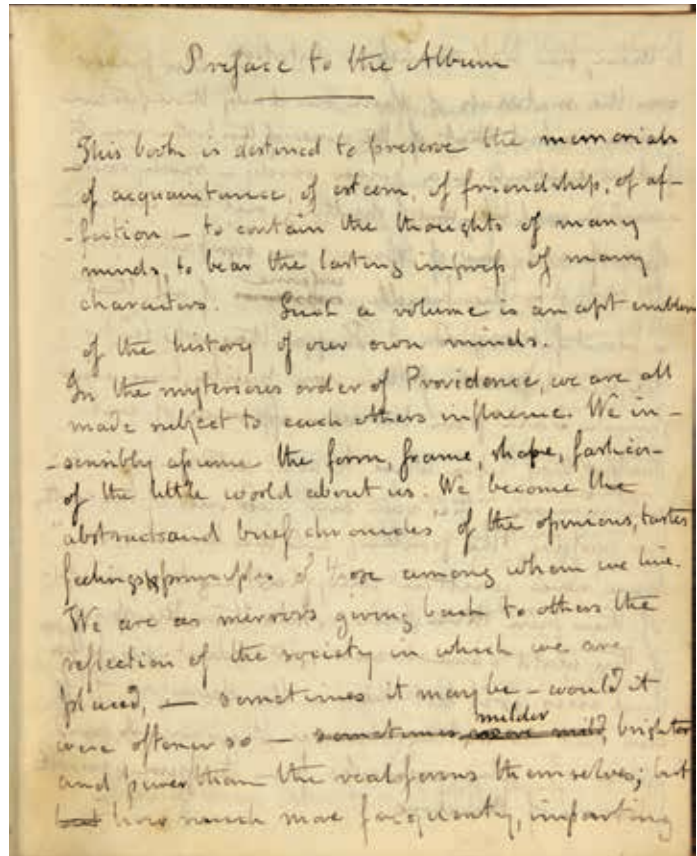 Preface to the Album
This book is destined to preserve the memorials
of acquaintance, of esteem, of friendship, of af-
-fection – to contain the thoughts of many
minds, to bear the lasting impress of many
characters. Such a volume is an apt emblem
of the history of our own minds.
In the mysterious order of Providence, we are all
made subject to each others influence. We in-
-sensibly assume the form, frame, shape, fashion
of the little world about us. We become the
abstracts and brief chronicles of the opinions, tastes
feelings & principles of those among whom we live.
We are as mirrors giving back to others the
reflection of the society in which we are
placed, – sometimes it may be – would it
milder
were oftener so – sometimes more mild, brighter
and purer than the real forms themselves; but
but how much more frequently, imparting